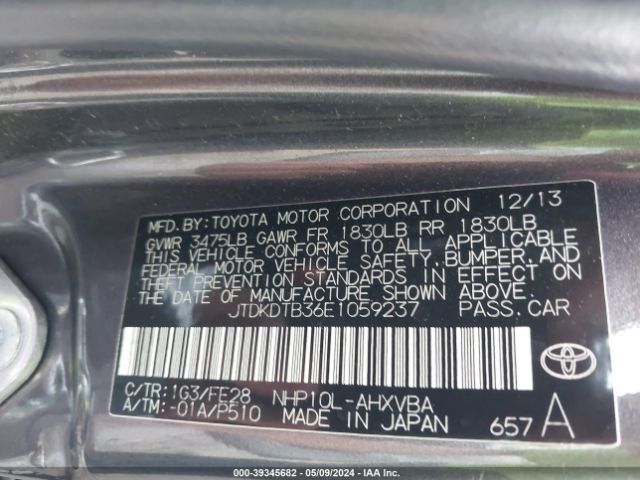 MFD. BY: TOYOTA MOTOR CORPORATION 12/13
GVWR 3475LB GAWR FR 1830LB RR 1830LB
THIS VEHICLE CONFORMS TO ALL APPLICABLE
FEDERAL MOTOR VEHICLE SAFETY, BUMPER, AND
THEFT PREVENTION STANDARDS IN EFFECT ON
THE DATE OF MANUFACTURE SHOWN ABOVE.
JTDKDTB36E1059237 PASS. CAR
C/TR: 1G3/FE28 NHP10L-AHXVBA
A/TM: -01A/P510 MADE IN JAPAN 657 A
000-39345682 - 05/09/2024 - IAA Inc.